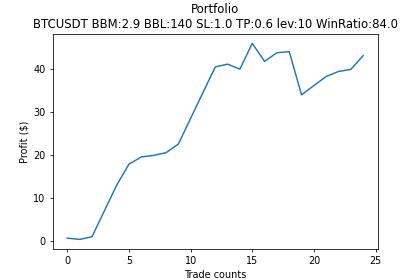 Portfolio
BTCUSDT BBM:2.9 BBL:140 SL:1.0 TP:0.6 lev:10 WinRatio:84.0
40
30
20
10
0
Profit ($)
0 5 10 15 20 25
Trade counts